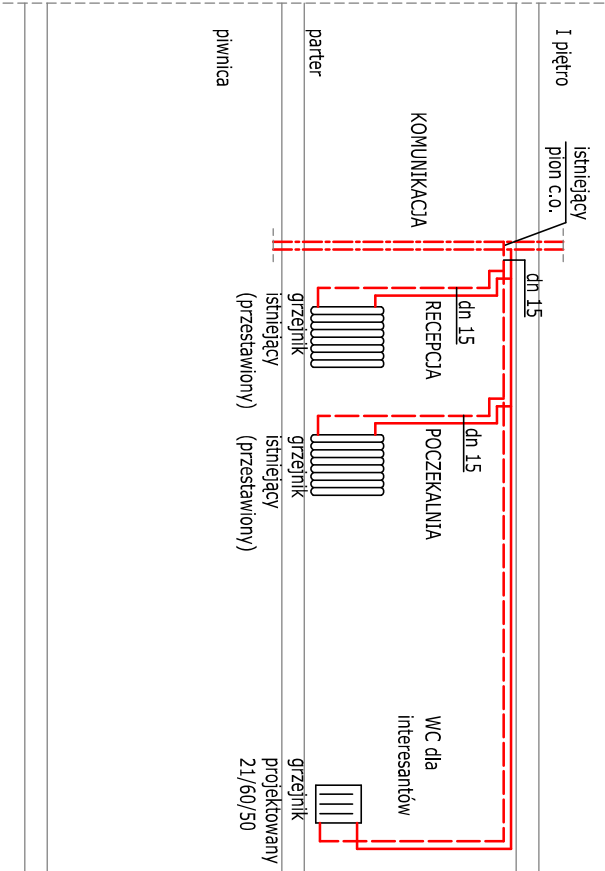 I piętro
istniejący
pion c.o.
dn 15
KOMUNIKACJA
RECEPCJA
dn 15
POCZEKALNIA
dn 15
WC dla
interesantów
parter
grzejnik
istniejący
(przestawiony)
grzejnik
istniejący
(przestawiony)
grzejnik
projektowany
21/60/50
piwnica